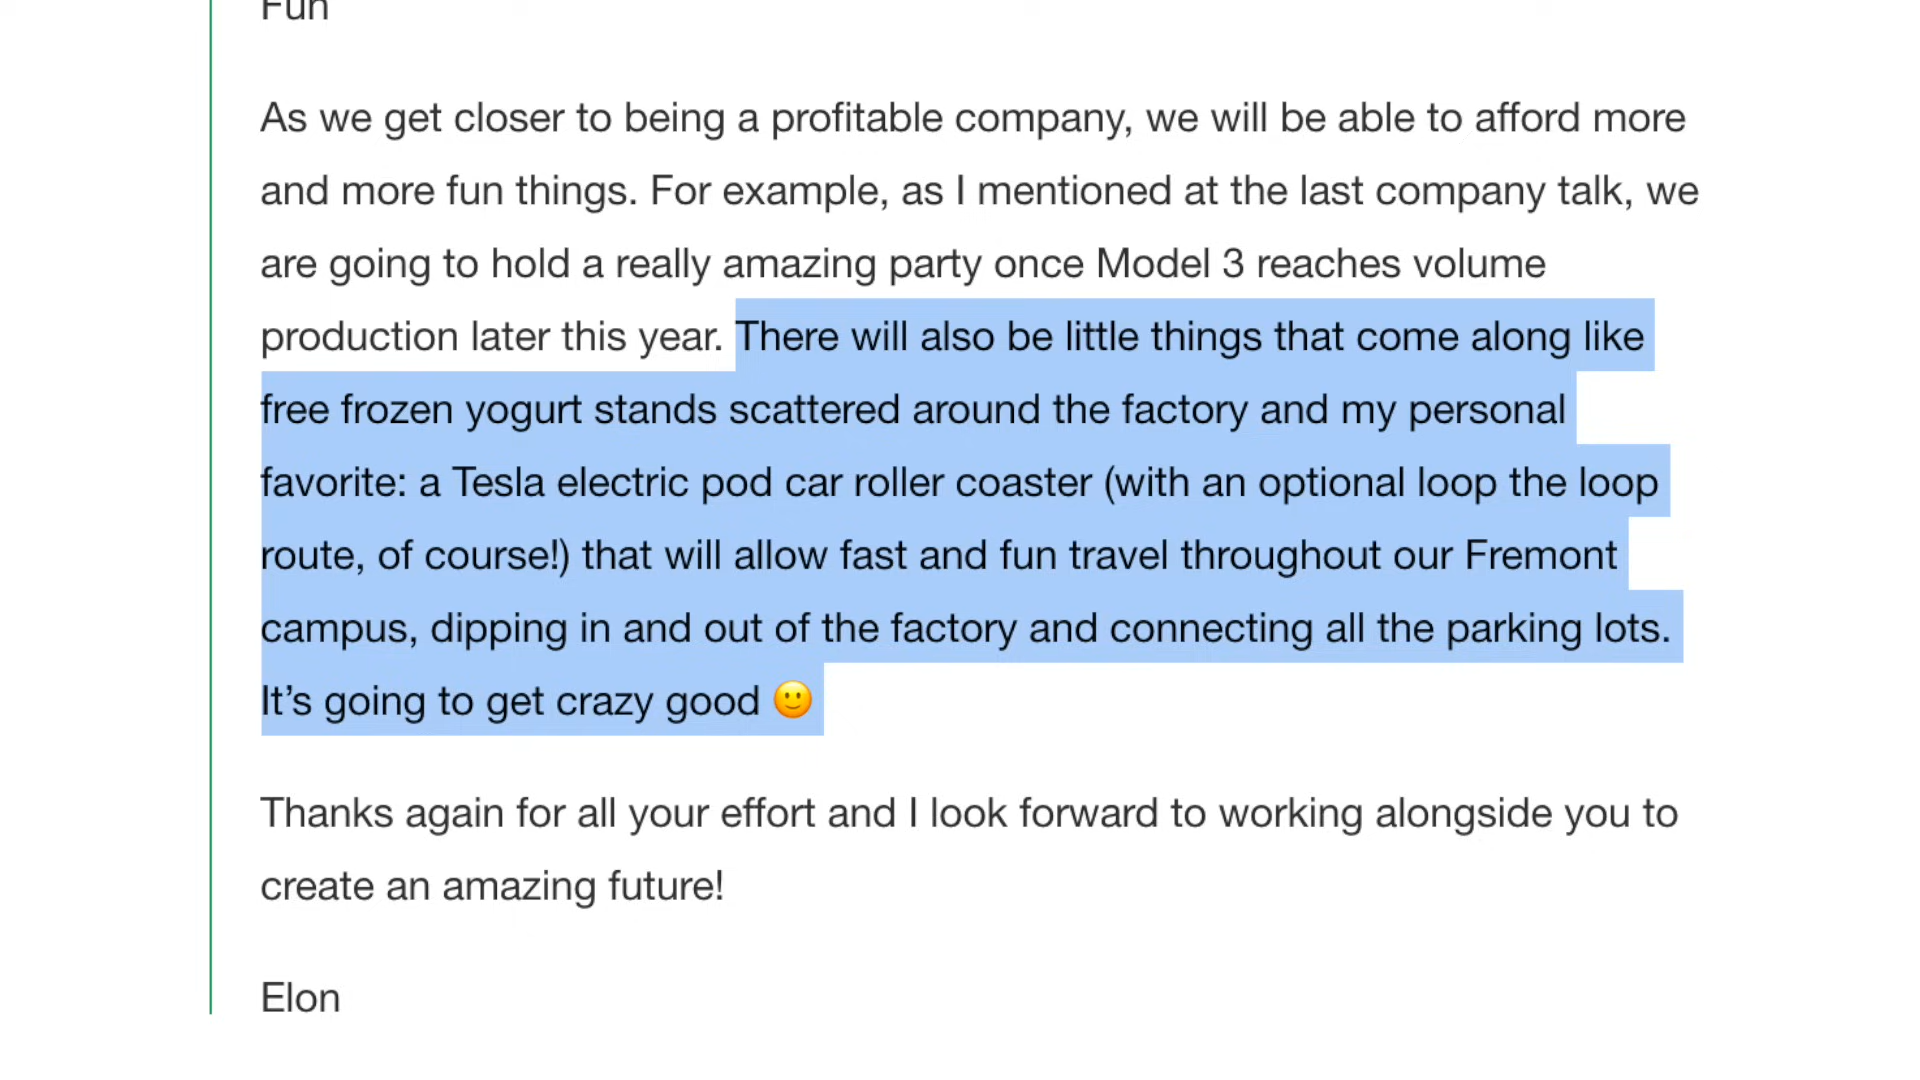 Fun
As we get closer to being a profitable company, we will be able to afford more
and more fun things. For example, as I mentioned at the last company talk, we
are going to hold a really amazing party once Model 3 reaches volume
production later this year. There will also be little things that come along like
free frozen yogurt stands scattered around the factory and my personal
favorite: a Tesla electric pod car roller coaster (with an optional loop the loop
route, of course!) that will allow fast and fun travel throughout our Fremont
campus, dipping in and out of the factory and connecting all the parking lots.
It’s going to get crazy good 🙂
Thanks again for all your effort and I look forward to working alongside you to
create an amazing future!
Elon